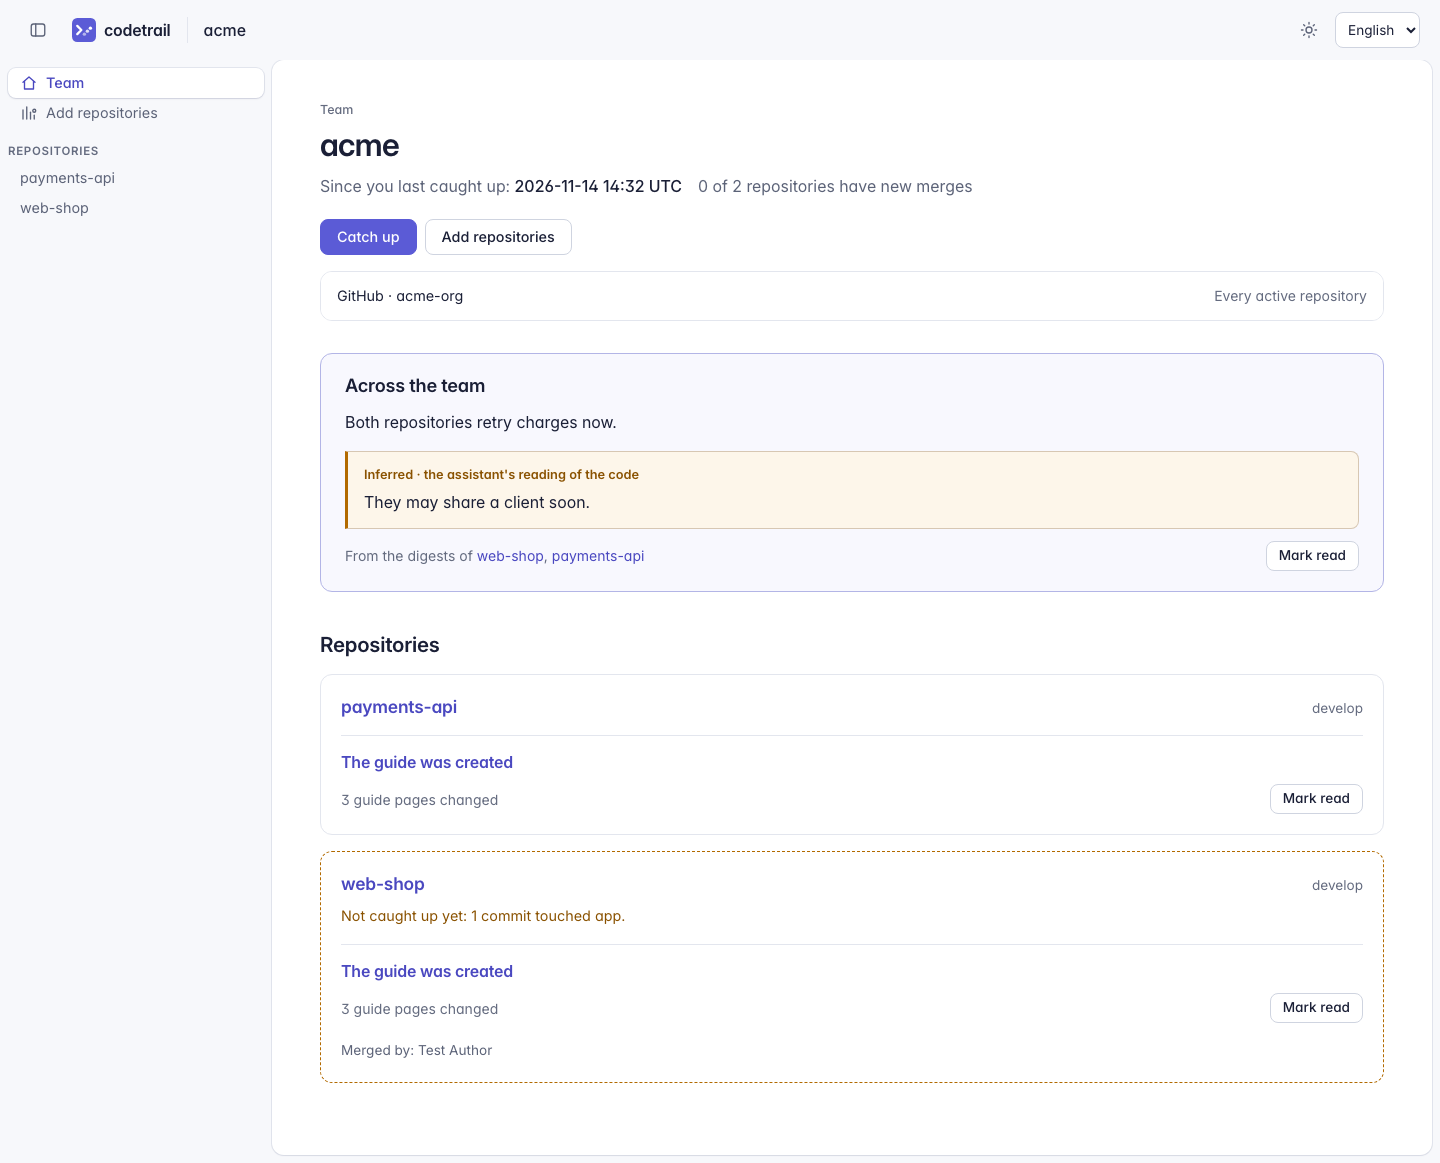 codetrail
acme
English
Team
Add repositories
REPOSITORIES
payments-api
web-shop
Team
acme
Since you last caught up: 2026-11-14 14:32 UTC 0 of 2 repositories have new merges
Catch up
Add repositories
GitHub · acme-org
Every active repository
Across the team
Both repositories retry charges now.
Inferred · the assistant's reading of the code
They may share a client soon.
From the digests of web-shop, payments-api
Mark read
Repositories
payments-api
develop
The guide was created
3 guide pages changed
Mark read
web-shop
develop
Not caught up yet: 1 commit touched app.
The guide was created
3 guide pages changed
Mark read
Merged by: Test Author